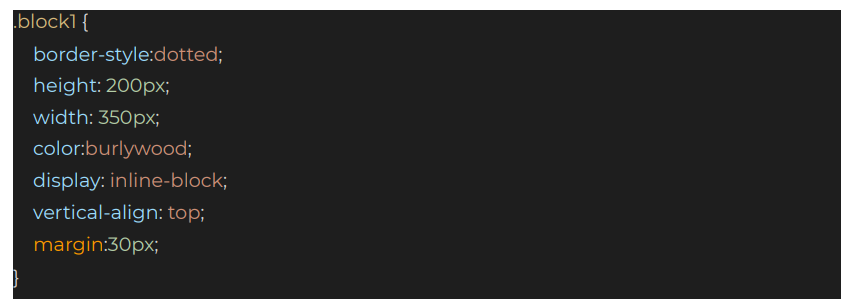 .block1 {
border-style:dotted;
height: 200px;
width: 350px;
color:burlywood;
display: inline-block;
vertical-align: top;
margin:30px;
}